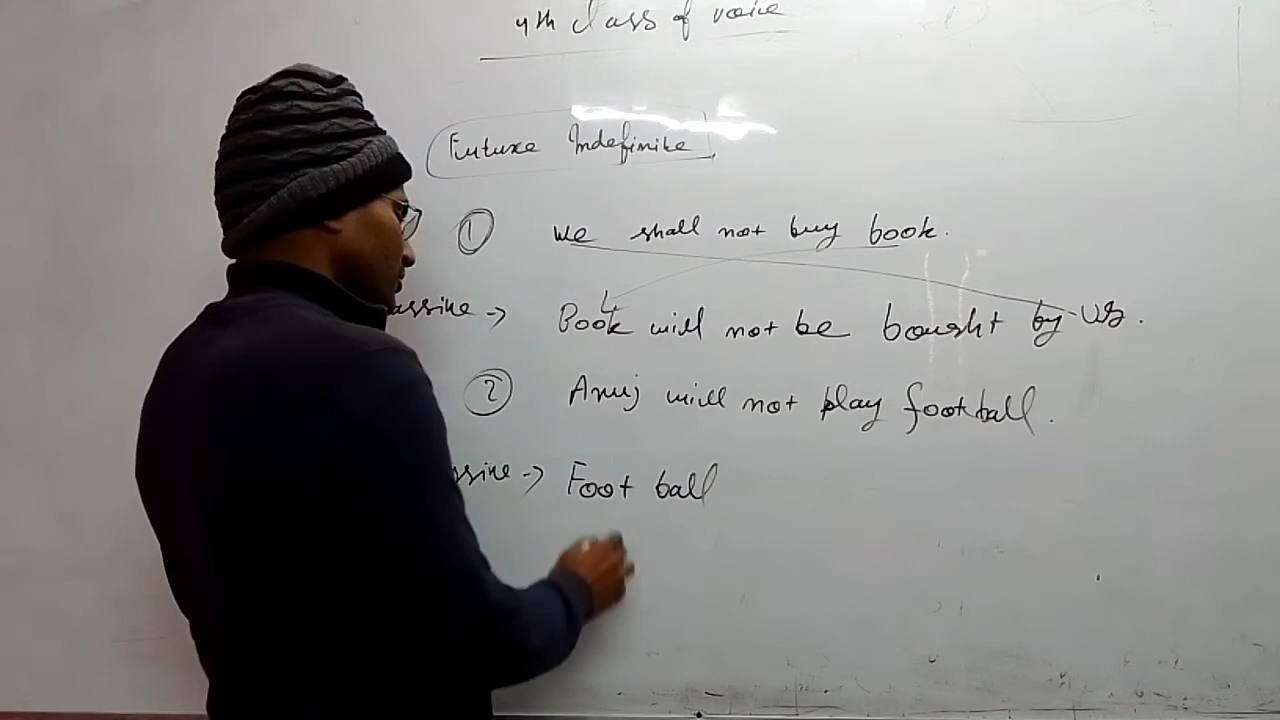 4th class of voice
Future Indefinite
1 We shall not buy book.
assive → Book will not be bought by us.
2 Anuj will not play football.
ssive → Foot ball